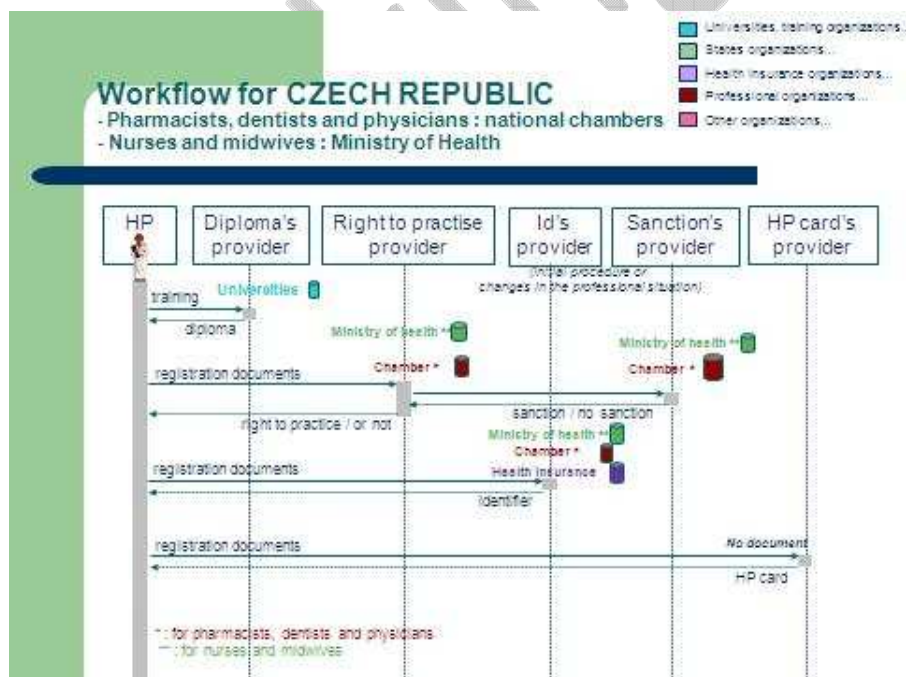 Universities, training organizations...
States organizations...
Health Insurance organizations...
Professional organizations...
Other organizations...
Workflow for CZECH REPUBLIC
- Pharmacists, dentists and physicians : national chambers
- Nurses and midwives : Ministry of Health
HP
Diploma's
provider
Right to practise
provider
Id's
provider
Sanction's
provider
HP card's
provider
(Initial procedure or
changes in the professional situation)
training
Universities
diploma
Ministry of health **
Chamber *
Ministry of health **
Chamber *
registration documents
sanction / no sanction
right to practice / or not
Ministry of health **
Chamber *
Health Insurance
registration documents
Identifier
registration documents
No document
HP card
* : for pharmacists, dentists and physicians
** : for nurses and midwives